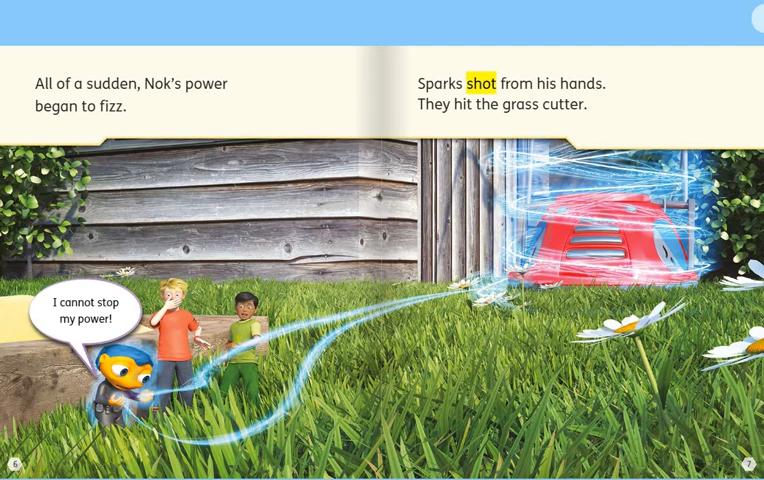 All of a sudden, Nok's power
began to fizz.
Sparks shot from his hands.
They hit the grass cutter.
I cannot stop
my power!
6
7